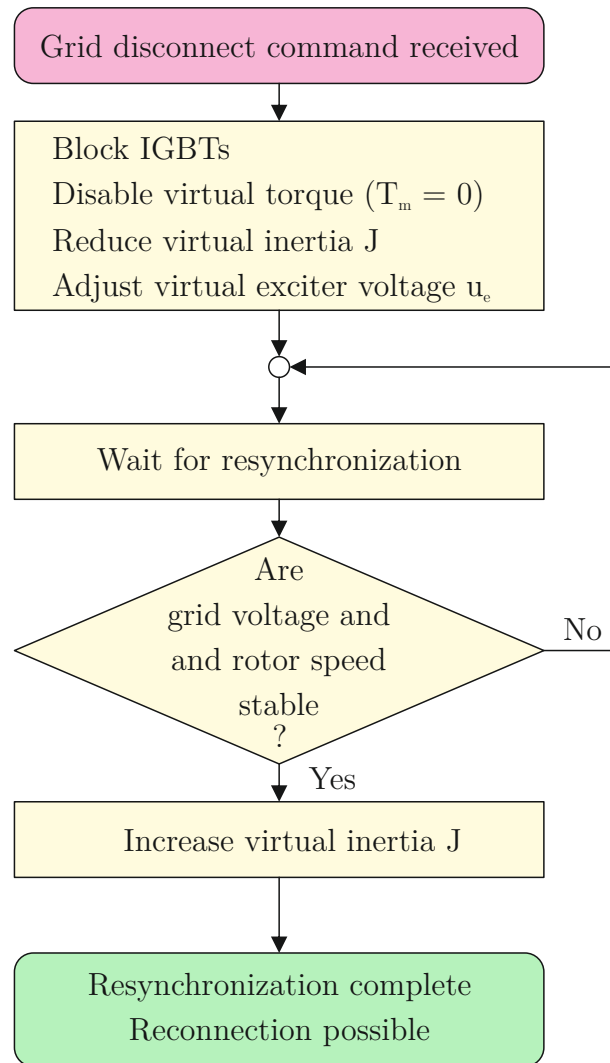 Grid disconnect command received
Block IGBTs
Disable virtual torque (Tₘ = 0)
Reduce virtual inertia J
Adjust virtual exciter voltage uₑ
Wait for resynchronization
Are
grid voltage and
and rotor speed
stable
?
No
Yes
Increase virtual inertia J
Resynchronization complete
Reconnection possible